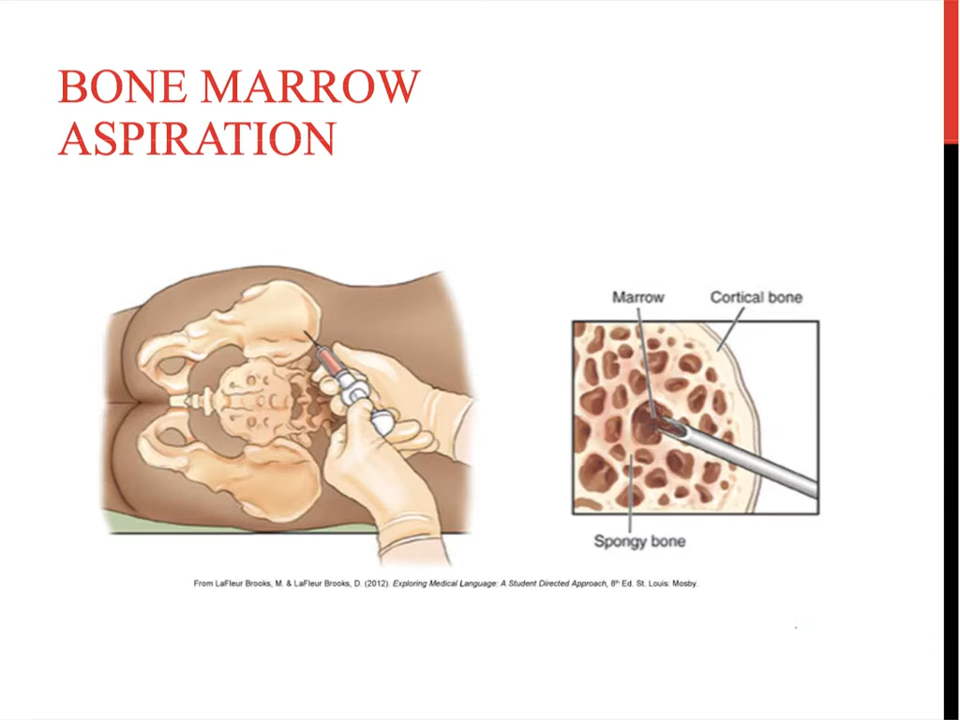 BONE MARROW
ASPIRATION
Marrow
Cortical bone
Spongy bone
From LaFleur Brooks, M. & LaFleur Brooks, D. (2012). Exploring Medical Language: A Student Directed Approach, 8th Ed. St. Louis: Mosby.